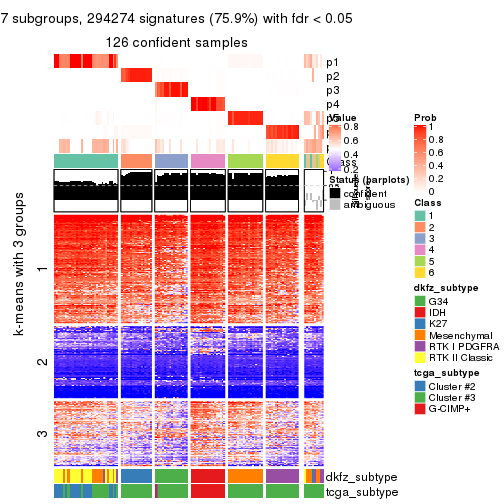 7 subgroups, 294274 signatures (75.9%) with fdr < 0.05
126 confident samples
p1
p2
p3
p4
p5
p
Class
1
2
3
k-means with 3 groups
dkfz_subtype
tcga_subtype
Value
0.8
0.6
0.4
0.2
Status (barplots)
confident
ambiguous
Prob
1
0.8
0.6
0.4
0.2
0
Class
1
2
3
4
5
6
dkfz_subtype
G34
IDH
K27
Mesenchymal
RTK I PDGFRA
RTK II Classic
tcga_subtype
Cluster #2
Cluster #3
G-CIMP+